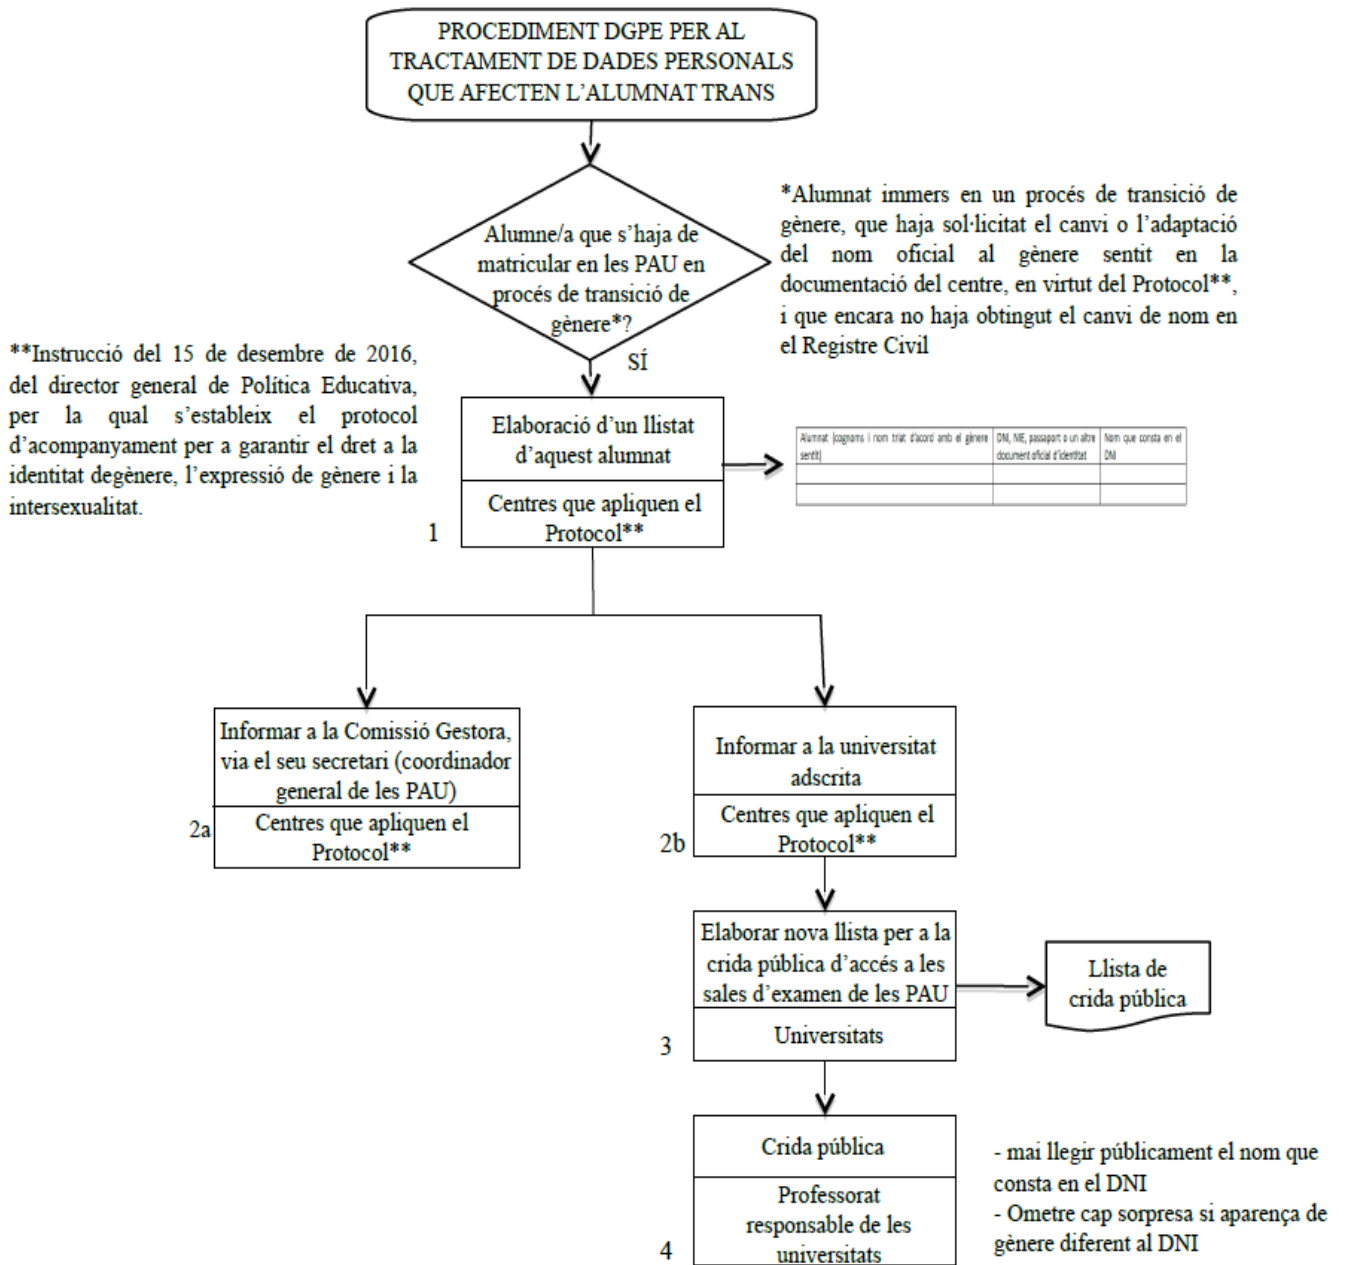 PROCEDIMENT DGPE PER AL
TRACTAMENT DE DADES PERSONALS
QUE AFECTEN L’ALUMNAT TRANS
Alumne/a que s’haja de
matricular en les PAU en
procés de transició de
gènere*?
*Alumnat immers en un procés de transició de
gènere, que haja sol·licitat el canvi o l’adaptació
del nom oficial al gènere sentit en la
documentació del centre, en virtut del Protocol**,
i que encara no haja obtingut el canvi de nom en
el Registre Civil
**Instrucció del 15 de desembre de 2016,
del director general de Política Educativa,
per la qual s’estableix el protocol
d’acompanyament per a garantir el dret a la
identitat degènere, l’expressió de gènere i la
intersexualitat.
SÍ
Elaboració d’un llistat
d’aquest alumnat
Centres que apliquen el
Protocol**
1
Alumnat (cognoms i nom triat d’acord amb el gènere
sentit)
DNI, NIE, passaport o un altre
document oficial d’identitat
Nom que consta en el
DNI
Informar a la Comissió Gestora,
via el seu secretari (coordinador
general de les PAU)
Centres que apliquen el
Protocol**
2a
Informar a la universitat
adscrita
Centres que apliquen el
Protocol**
2b
Elaborar nova llista per a la
crida pública d’accés a les
sales d’examen de les PAU
Universitats
3
Llista de
crida pública
Crida pública
Professorat
responsable de les
universitats
4
- mai llegir públicament el nom que
consta en el DNI
- Ometre cap sorpresa si aparença de
gènere diferent al DNI